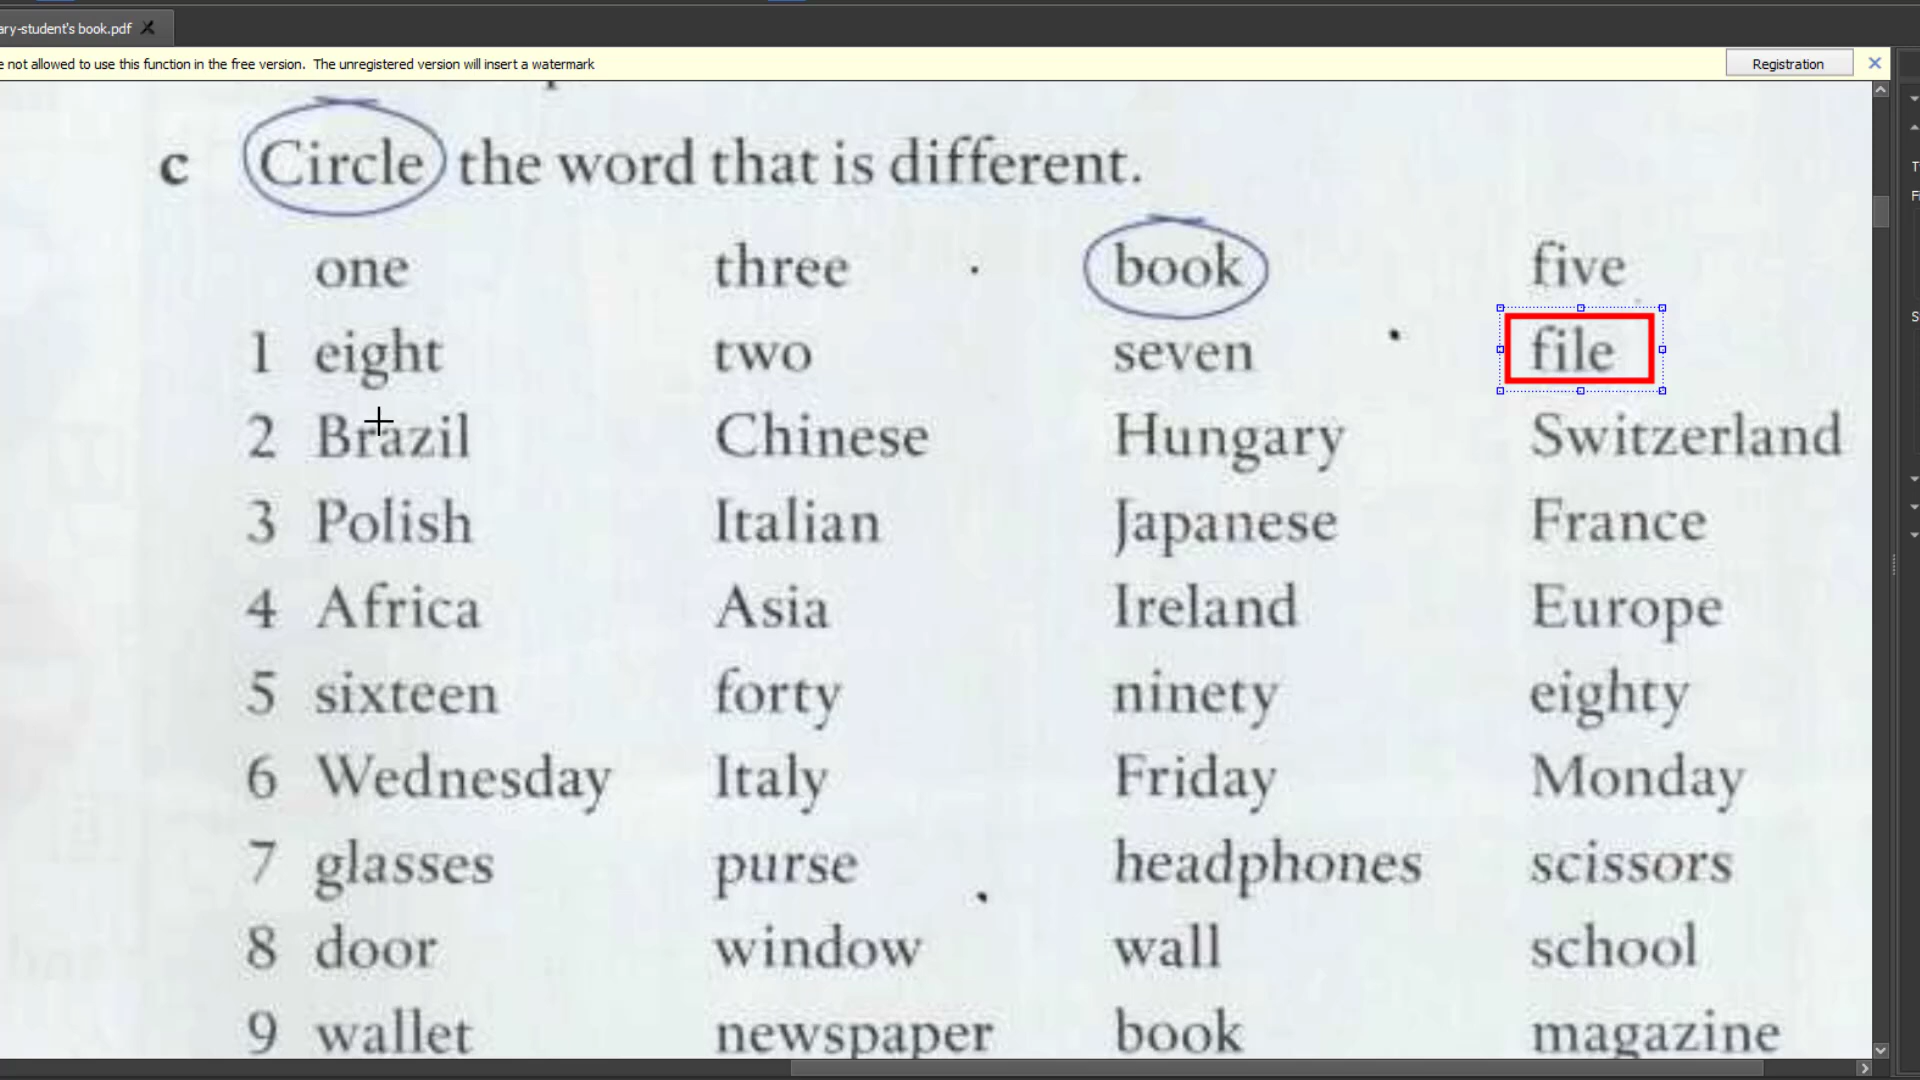 ary-student's book.pdf
not allowed to use this function in the free version. The unregistered version will insert a watermark
Registration
c Circle the word that is different.
one three book five
1 eight two seven file
2 Brazil Chinese Hungary Switzerland
3 Polish Italian Japanese France
4 Africa Asia Ireland Europe
5 sixteen forty ninety eighty
6 Wednesday Italy Friday Monday
7 glasses purse headphones scissors
8 door window wall school
9 wallet newspaper book magazine